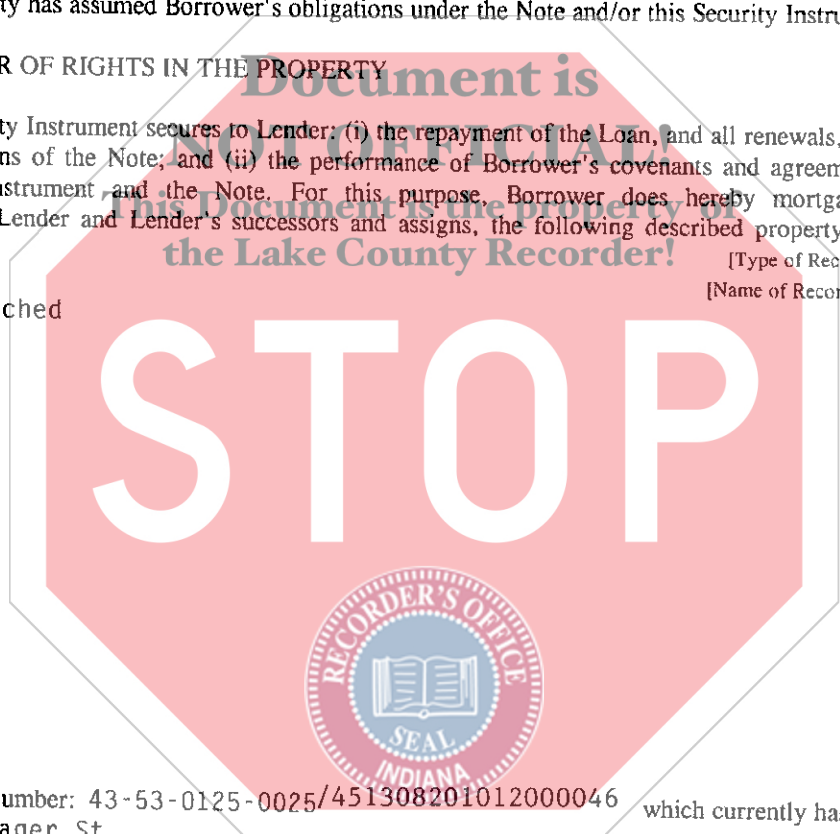 ty has assumed Borrower's obligations under the Note and/or this Security Instru
R OF RIGHTS IN THE PROPERTY
Document is
ty Instrument secures to Lender: (i) the repayment of the Loan, and all renewals,
NOT OFFICIAL!
ns of the Note; and (ii) the performance of Borrower's covenants and agreem
strument and the Note. For this purpose, Borrower does hereby mortga
This Document is the property of
Lender and Lender's successors and assigns, the following described property
the Lake County Recorder!
[Type of Rec
[Name of Recor
ched
STOP
RECORDER'S OFFICE
SEAL
INDIANA
umber: 43-53-0125-0025/451308201012000046 which currently ha
ager St